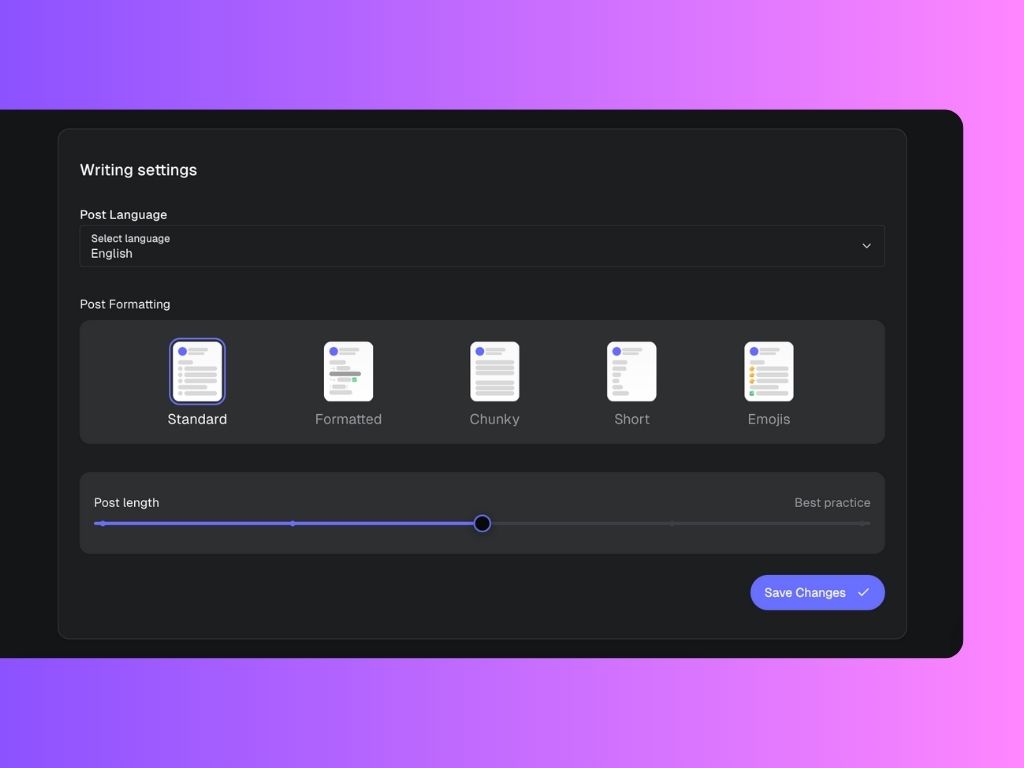 Writing settings
Post Language
Select language
English
Post Formatting
Standard
Formatted
Chunky
Short
Emojis
Post length
Best practice
Save Changes